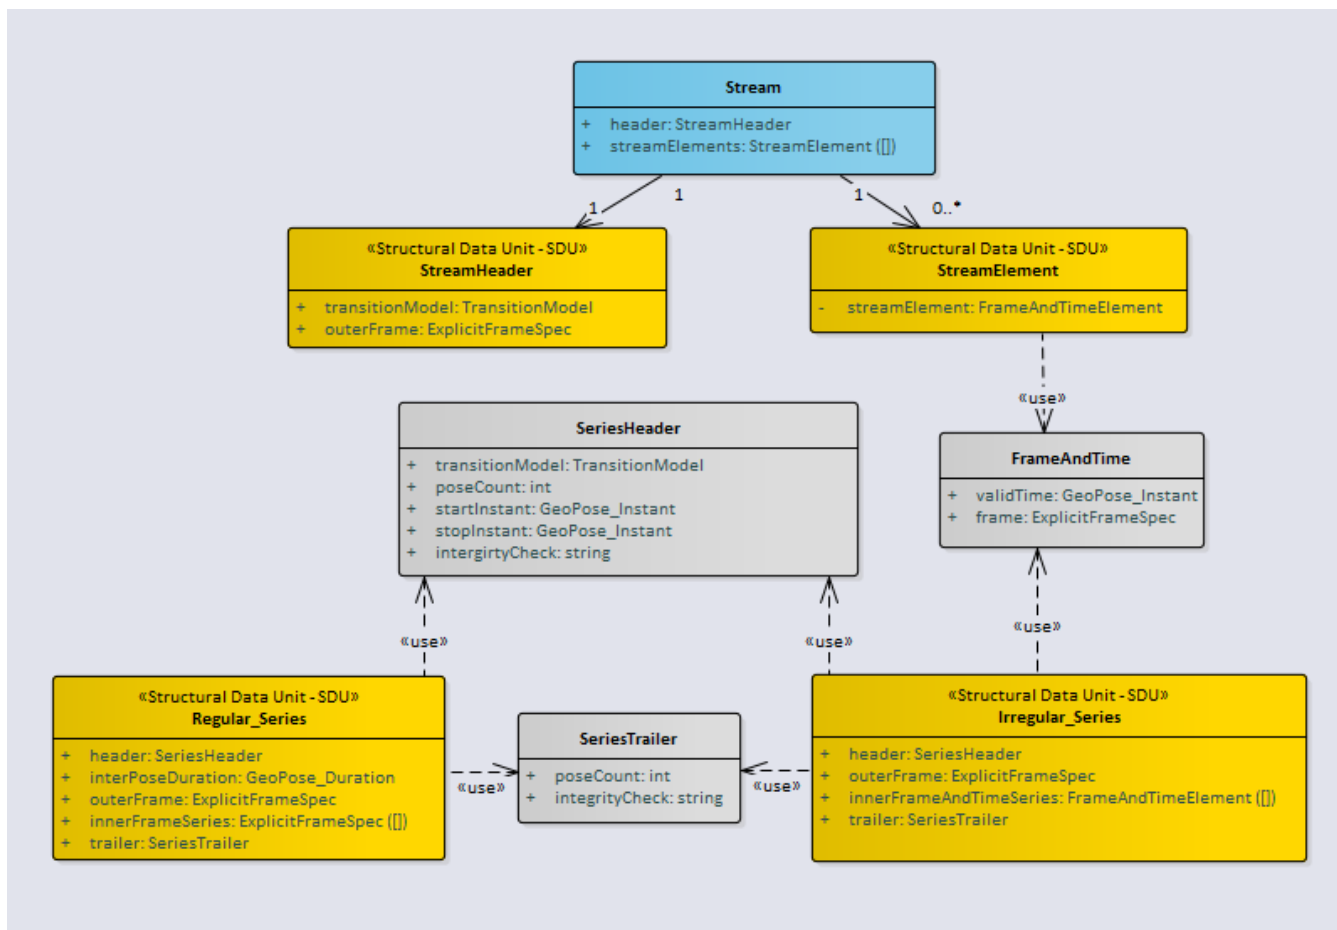 Stream
+ header: StreamHeader
+ streamElements: StreamElement ([])
1
1
1
0..*
«Structural Data Unit - SDU»
StreamHeader
+ transitionModel: TransitionModel
+ outerFrame: ExplicitFrameSpec
«Structural Data Unit - SDU»
StreamElement
- streamElement: FrameAndTimeElement
«use»
SeriesHeader
+ transitionModel: TransitionModel
+ poseCount: int
+ startInstant: GeoPose_Instant
+ stopInstant: GeoPose_Instant
+ intergirtyCheck: string
FrameAndTime
+ validTime: GeoPose_Instant
+ frame: ExplicitFrameSpec
«use»
«use»
«use»
«Structural Data Unit - SDU»
Regular_Series
+ header: SeriesHeader
+ interPoseDuration: GeoPose_Duration
+ outerFrame: ExplicitFrameSpec
+ innerFrameSeries: ExplicitFrameSpec ([])
+ trailer: SeriesTrailer
«use»
SeriesTrailer
+ poseCount: int
+ integrityCheck: string
«use»
«Structural Data Unit - SDU»
Irregular_Series
+ header: SeriesHeader
+ outerFrame: ExplicitFrameSpec
+ innerFrameAndTimeSeries: FrameAndTimeElement ([])
+ trailer: SeriesTrailer